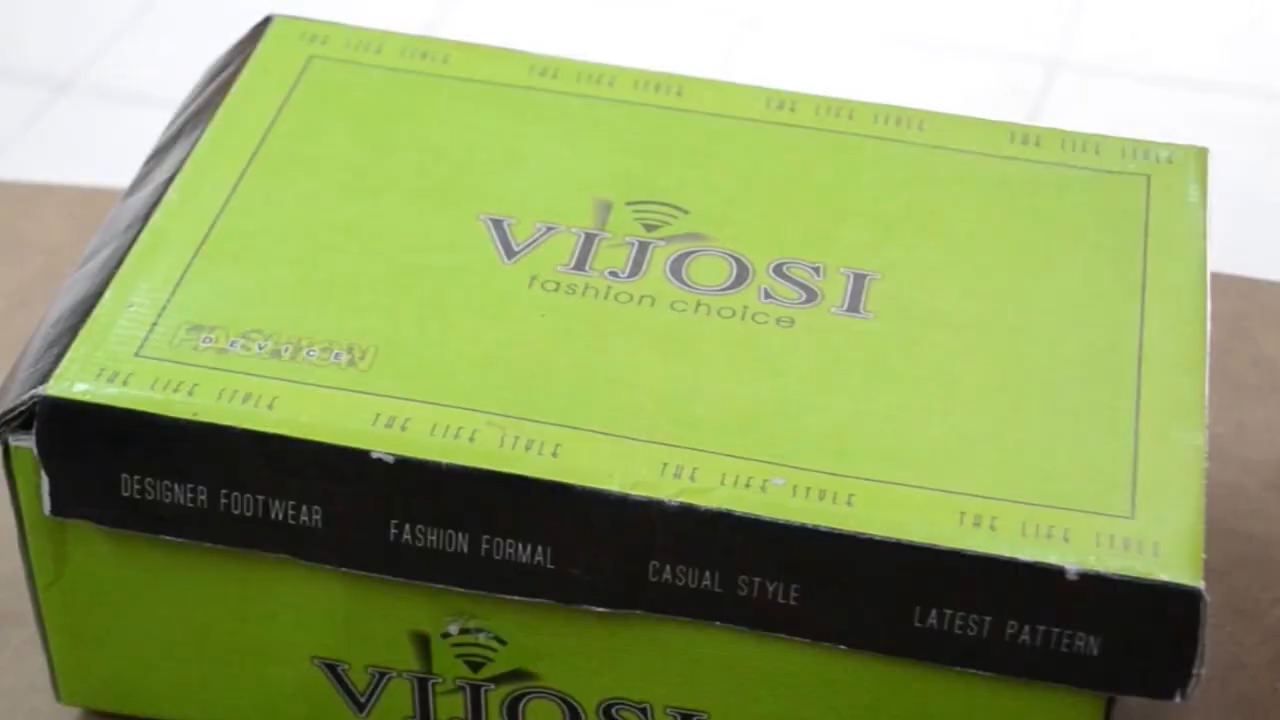 THE LIFE STYLE THE LIFE STYLE THE LIFE STYLE THE LIFE STYLE
VIJOSI
fashion choice
FASHION
DEVICE
THE LIFE STYLE THE LIFE STYLE THE LIFE STYLE THE LIFE STYLE
DESIGNER FOOTWEAR FASHION FORMAL CASUAL STYLE LATEST PATTERN
VIJOSI